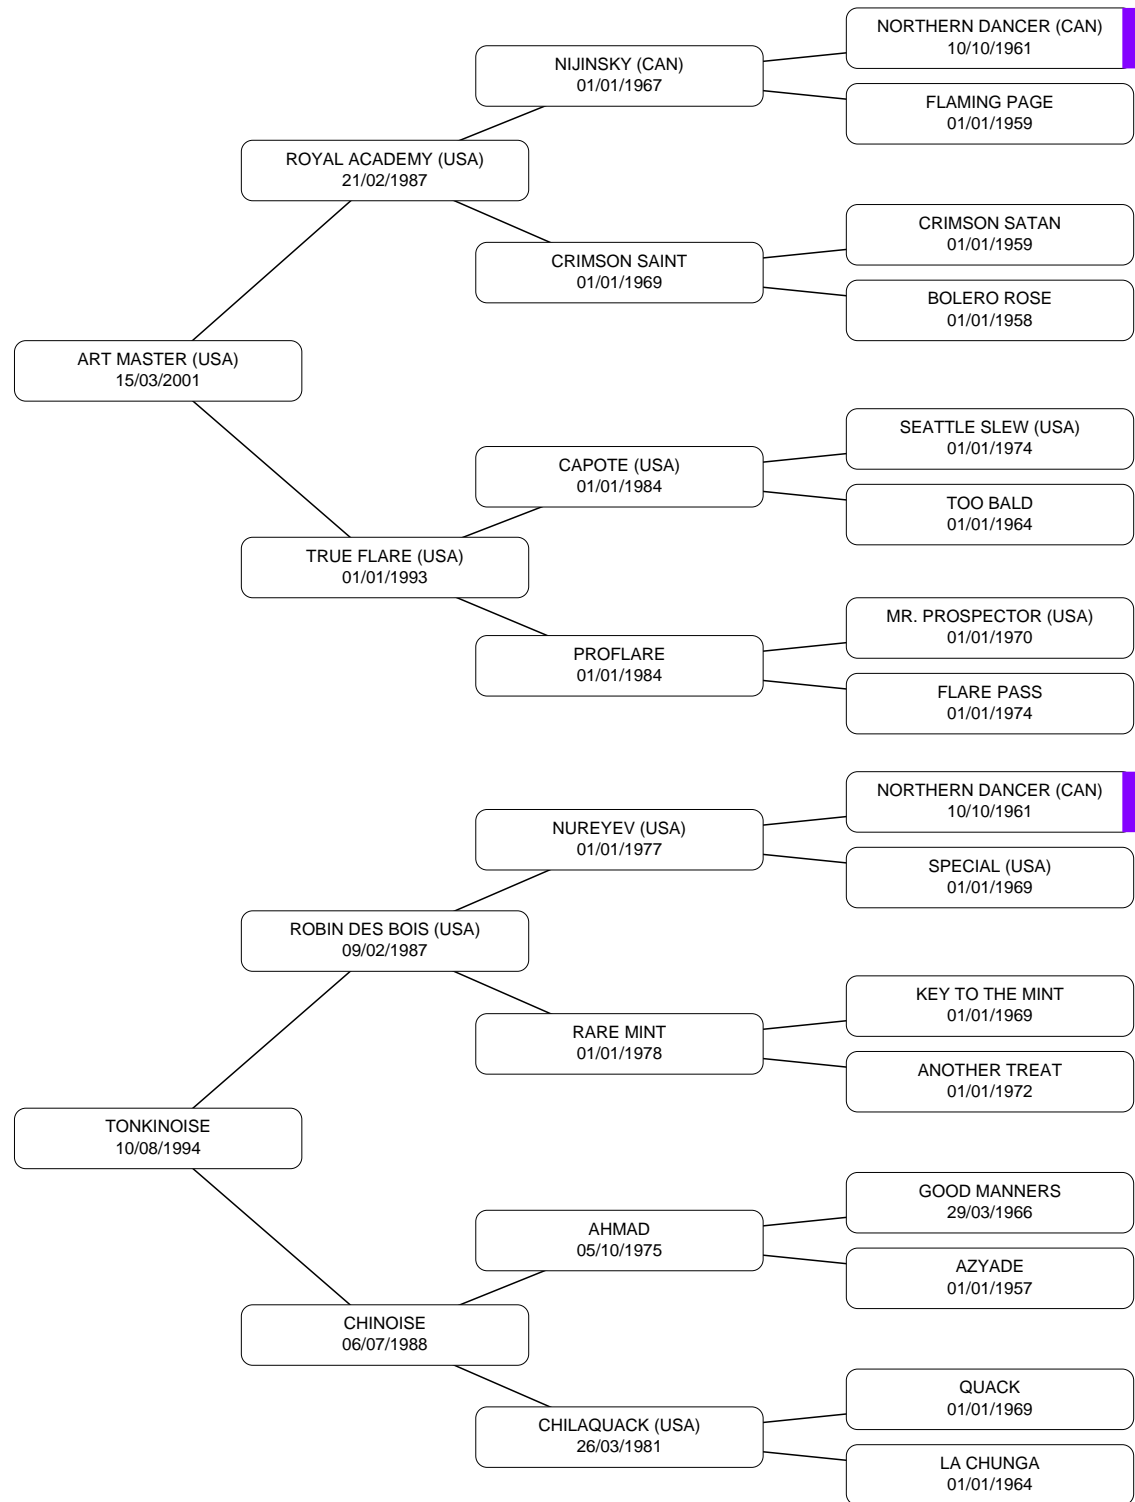 NORTHERN DANCER (CAN)
10/10/1961
NIJINSKY (CAN)
01/01/1967
FLAMING PAGE
01/01/1959
ROYAL ACADEMY (USA)
21/02/1987
CRIMSON SATAN
01/01/1959
CRIMSON SAINT
01/01/1969
BOLERO ROSE
01/01/1958
ART MASTER (USA)
15/03/2001
SEATTLE SLEW (USA)
01/01/1974
CAPOTE (USA)
01/01/1984
TOO BALD
01/01/1964
TRUE FLARE (USA)
01/01/1993
MR. PROSPECTOR (USA)
01/01/1970
PROFLARE
01/01/1984
FLARE PASS
01/01/1974
NORTHERN DANCER (CAN)
10/10/1961
NUREYEV (USA)
01/01/1977
SPECIAL (USA)
01/01/1969
ROBIN DES BOIS (USA)
09/02/1987
KEY TO THE MINT
01/01/1969
RARE MINT
01/01/1978
ANOTHER TREAT
01/01/1972
TONKINOISE
10/08/1994
GOOD MANNERS
29/03/1966
AHMAD
05/10/1975
AZYADE
01/01/1957
CHINOISE
06/07/1988
QUACK
01/01/1969
CHILAQUACK (USA)
26/03/1981
LA CHUNGA
01/01/1964